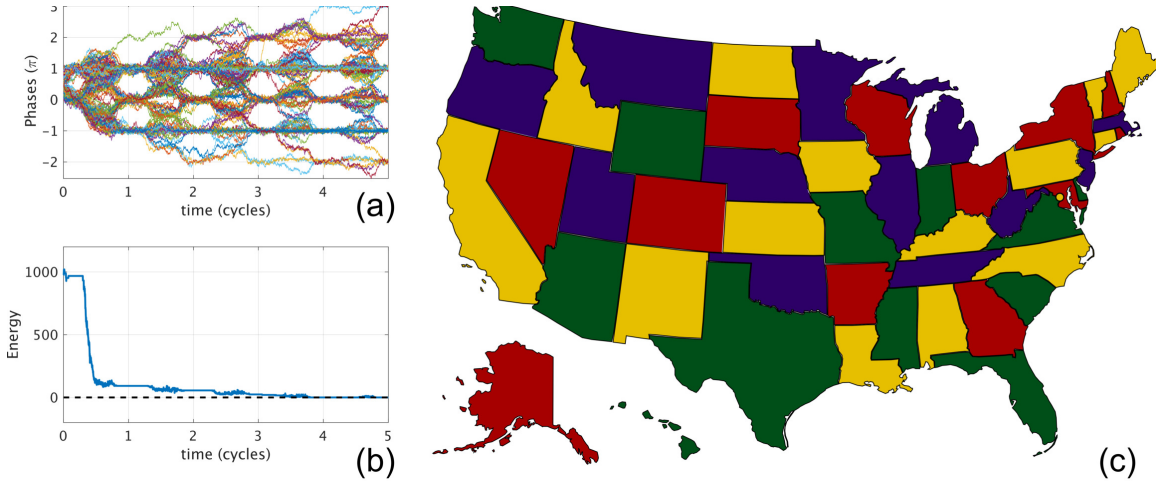 3
2
1
0
−1
−2
Phases (π)
0 1 2 3 4 5
time (cycles)
(a)
1000
500
0
Energy
0 1 2 3 4 5
time (cycles)
(b)
(c)